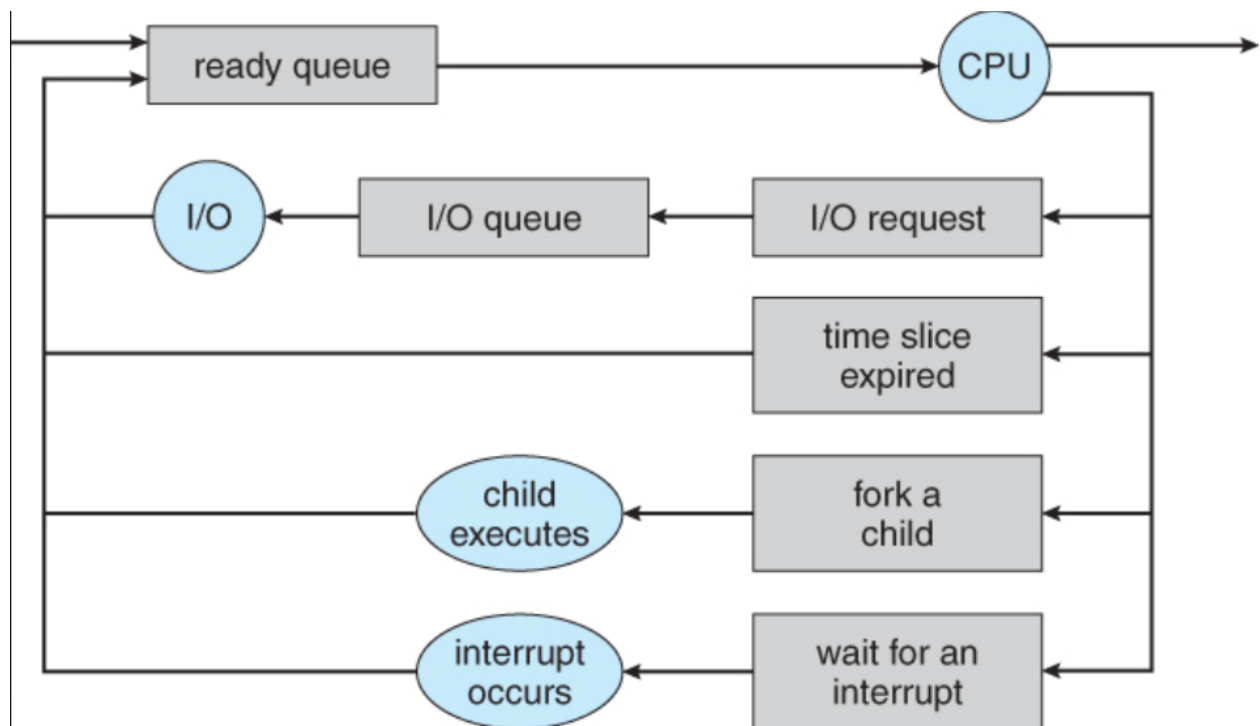 ready queue
CPU
I/O
I/O queue
I/O request
time slice
expired
child
executes
fork a
child
interrupt
occurs
wait for an
interrupt